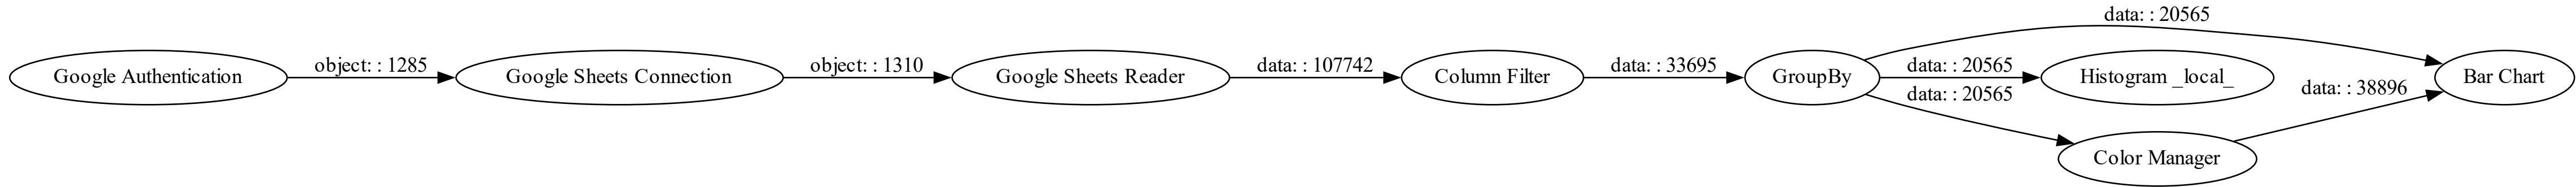 Google Authentication
object: : 1285
Google Sheets Connection
object: : 1310
Google Sheets Reader
data: : 107742
Column Filter
data: : 33695
GroupBy
data: : 20565
data: : 20565
data: : 20565
Histogram _local_
Color Manager
data: : 38896
Bar Chart